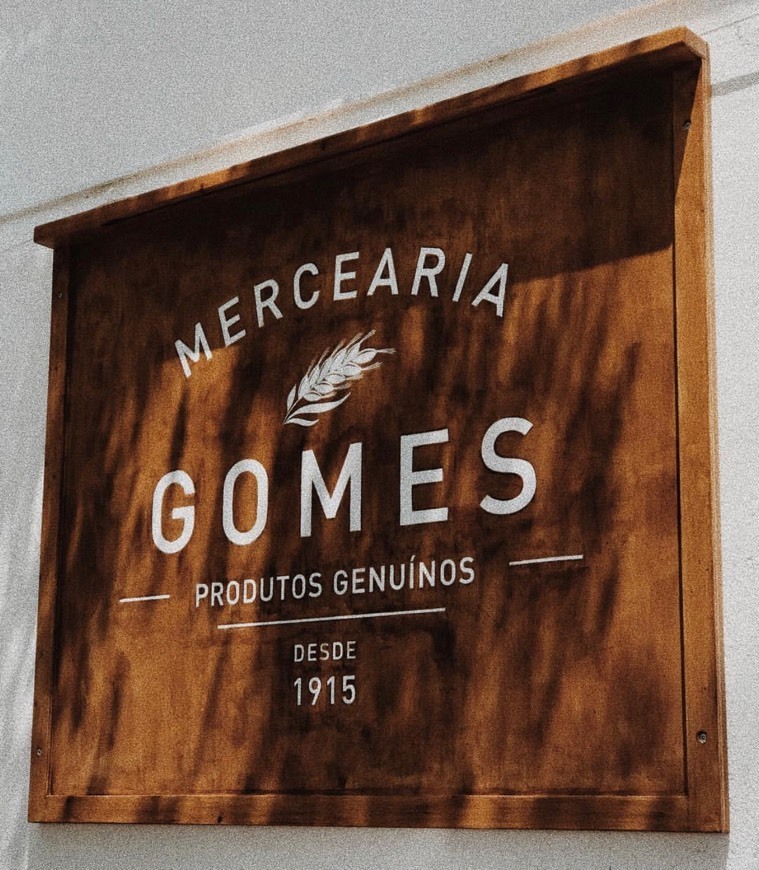 MERCEARIA
GOMES
PRODUTOS GENUÍNOS
DESDE
1915